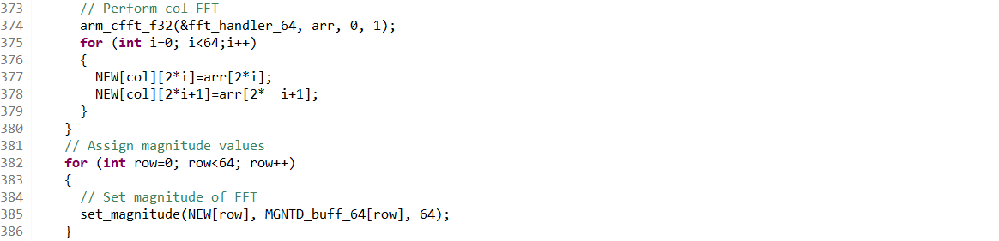 373       // Perform col FFT
374       arm_cfft_f32(&fft_handler_64, arr, 0, 1);
375       for (int i=0; i<64;i++)
376       {
377         NEW[col][2*i]=arr[2*i];
378         NEW[col][2*i+1]=arr[2*  i+1];
379       }
380     }
381     // Assign magnitude values
382     for (int row=0; row<64; row++)
383     {
384       // Set magnitude of FFT
385       set_magnitude(NEW[row], MGNTD_buff_64[row], 64);
386     }